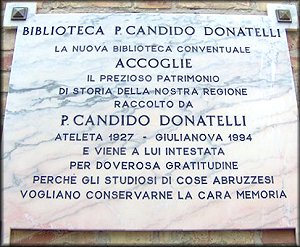 BIBLIOTECA P. CANDIDO DONATELLI
LA NUOVA BIBLIOTECA CONVENTUALE
ACCOGLIE
IL PREZIOSO PATRIMONIO
DI STORIA DELLA NOSTRA REGIONE
RACCOLTO DA
P. CANDIDO DONATELLI
ATELETA 1927 - GIULIANOVA 1994
E VIENE A LUI INTESTATA
PER DOVEROSA GRATITUDINE
PERCHÉ GLI STUDIOSI DI COSE ABRUZZESI
VOGLIANO CONSERVARNE LA CARA MEMORIA